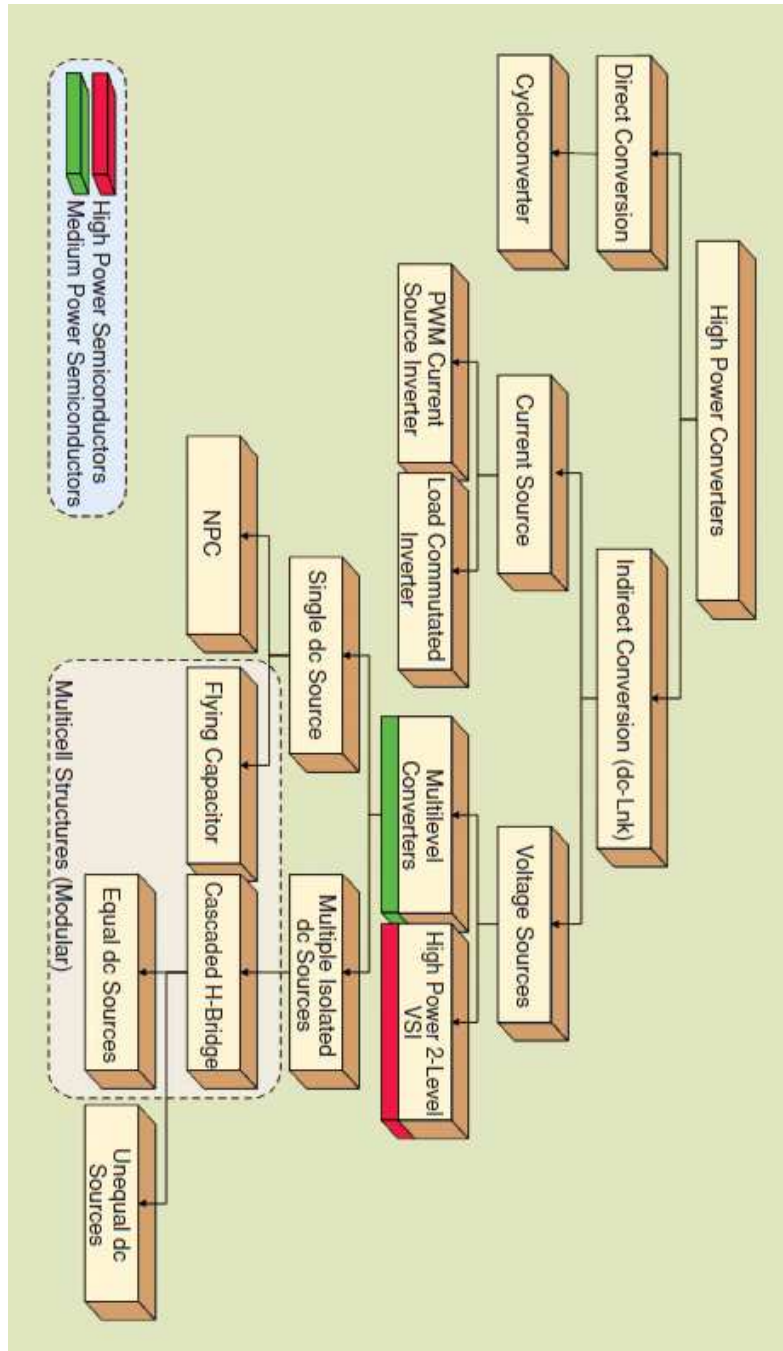 High Power Converters
Direct Conversion
Indirect Conversion (dc-Lnk)
Cycloconverter
Current Source
Voltage Sources
PWM Current
Source Inverter
Load Commutated
Inverter
Multilevel
Converters
High Power 2-Level
VSI
Single dc Source
Multiple Isolated
dc Sources
NPC
Flying Capacitor
Cascaded H-Bridge
Equal dc Sources
Unequal dc
Sources
Multicell Structures (Modular)
High Power Semiconductors
Medium Power Semiconductors